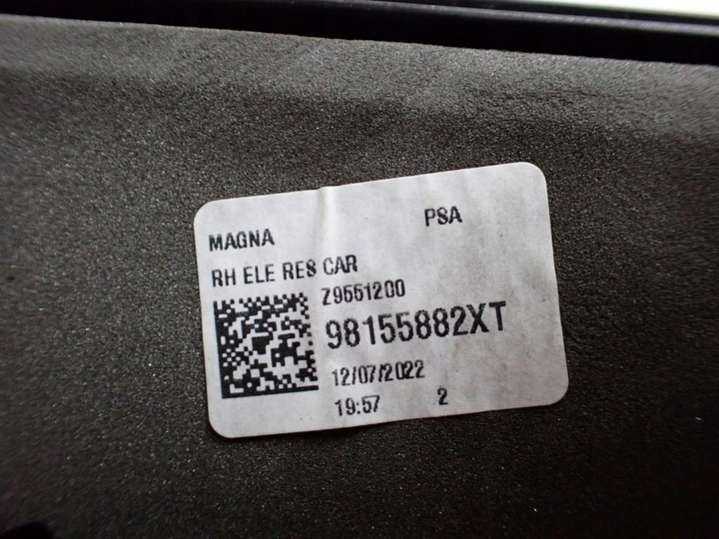 MAGNA PSA
RH ELE RES CAR
Z9551200
98155882XT
12/07/2022
19:57 2